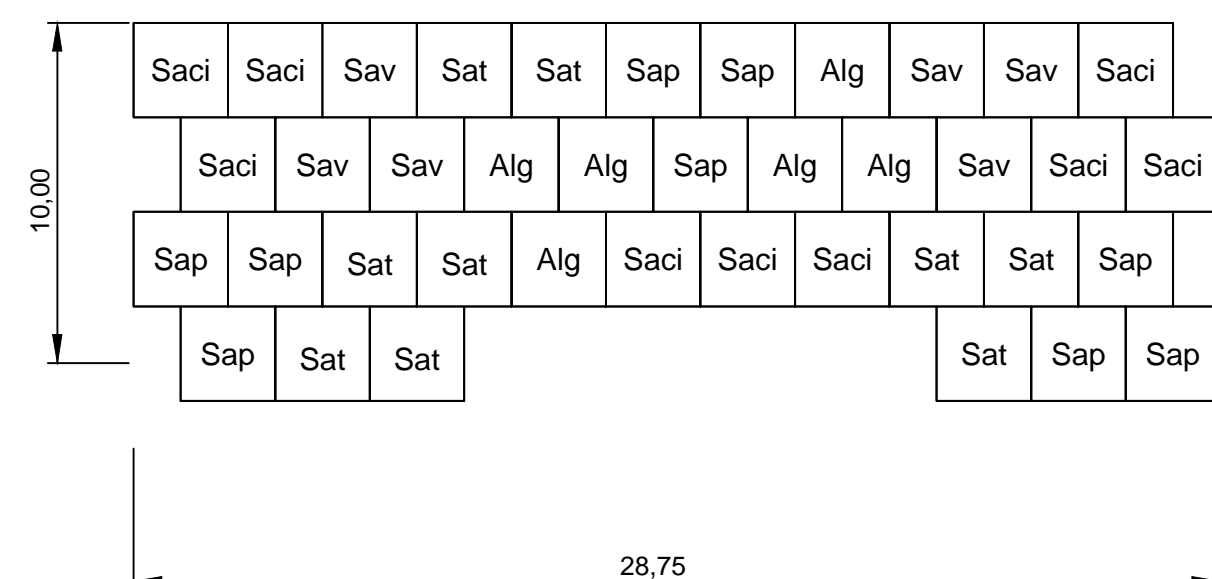 Saci Saci Sav Sat Sat Sap Sap Alg Sav Sav Saci
Saci Sav Sav Alg Alg Sap Alg Alg Sav Saci Saci
10,00
Sap Sap Sat Sat Alg Saci Saci Saci Sat Sat Sap
Sap Sat Sat Sat Sap Sap
28,75